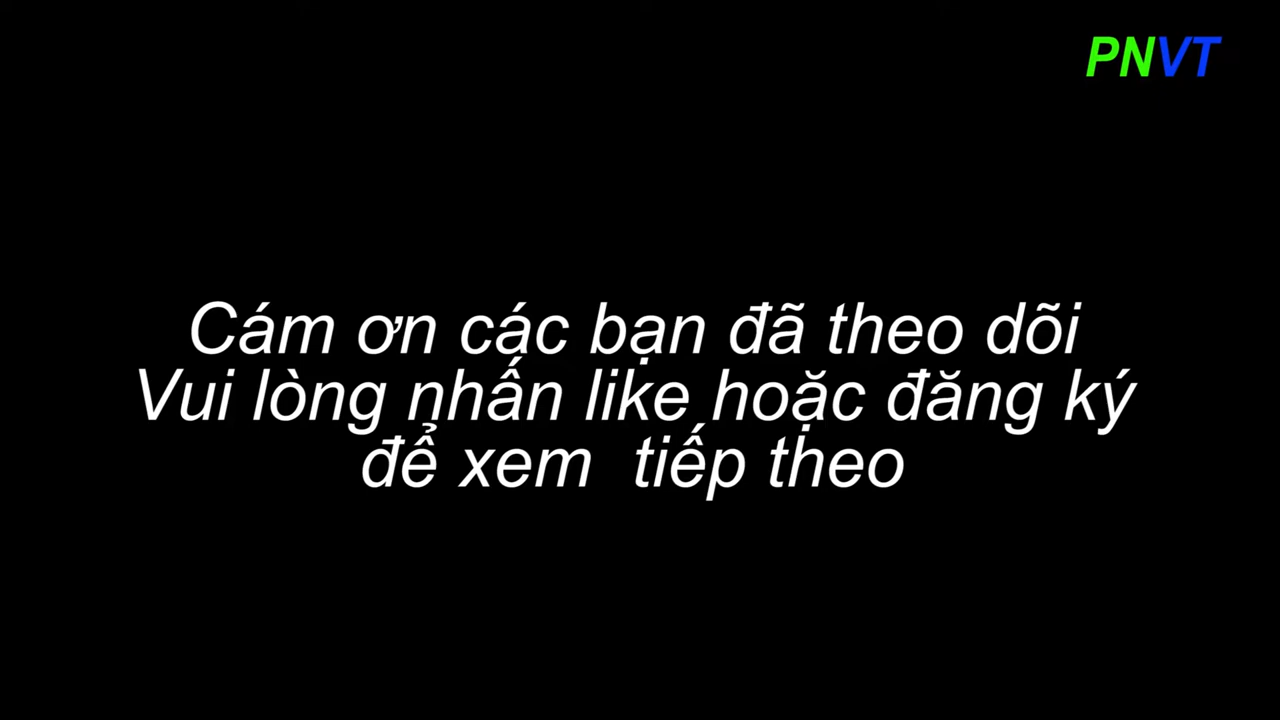 PNVT
Cám ơn các bạn đã theo dõi
Vui lòng nhấn like hoặc đăng ký
để xem  tiếp theo